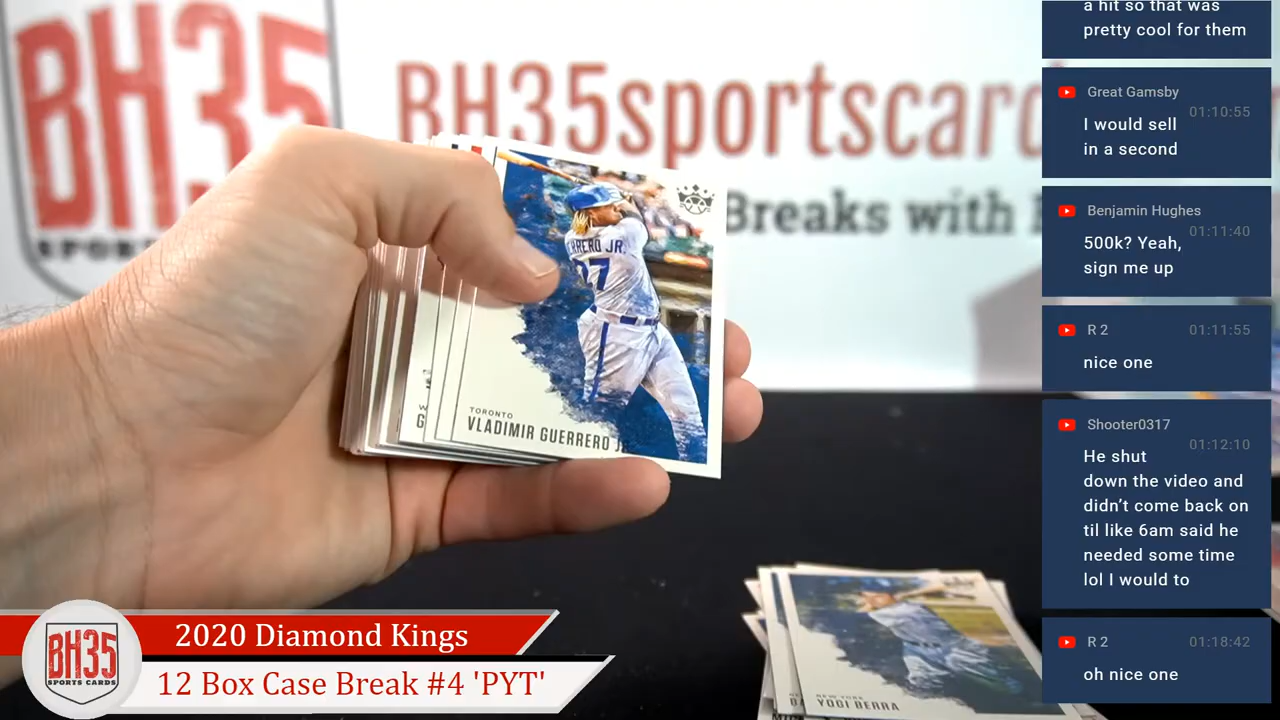 BH35
SPORTS
BH35sportscard
Breaks with
ERRERO JR.
27
TORONTO
VLADIMIR GUERRERO J
W
G
NEW YORK
YOGI BERRA
BH35
SPORTS CARDS
2020 Diamond Kings
12 Box Case Break #4 'PYT'
a hit so that was
pretty cool for them
Great Gamsby
01:10:55
I would sell
in a second
Benjamin Hughes
01:11:40
500k? Yeah,
sign me up
R 2
01:11:55
nice one
Shooter0317
01:12:10
He shut
down the video and
didn't come back on
til like 6am said he
needed some time
lol I would to
R 2
01:18:42
oh nice one